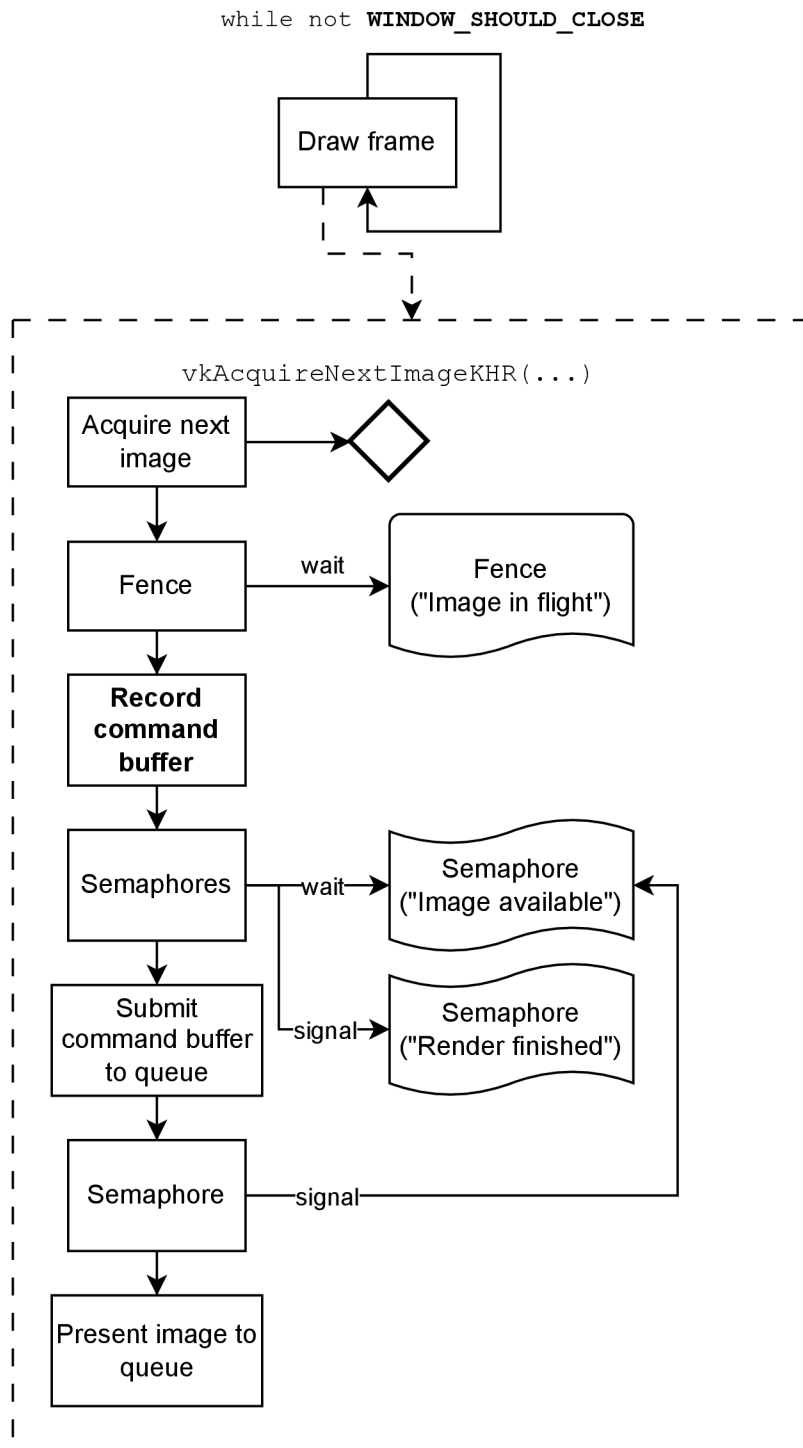 while not WINDOW_SHOULD_CLOSE
Draw frame
vkAcquireNextImageKHR(...)
Acquire next
image
Fence
wait
Fence
("Image in flight")
Record
command
buffer
Semaphores
wait
Semaphore
("Image available")
signal
Semaphore
("Render finished")
Submit
command buffer
to queue
Semaphore
signal
Present image to
queue